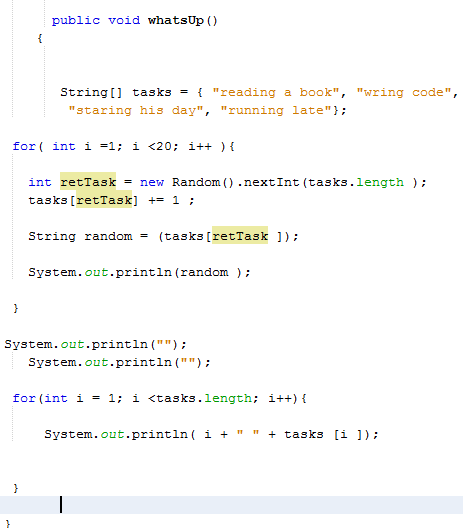 public void whatsUp()
{
String[] tasks = { "reading a book", "wring code",
"staring his day", "running late"};
for( int i =1; i <20; i++ ){
int retTask = new Random().nextInt(tasks.length );
tasks[retTask] += 1 ;
String random = (tasks[retTask ]);
System.out.println(random );
}
System.out.println("");
System.out.println("");
for(int i = 1; i <tasks.length; i++){
System.out.println( i + " " + tasks [i ]);
}
}